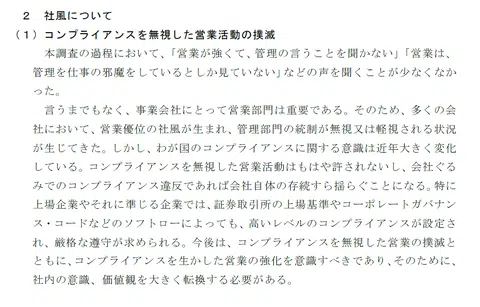 ２ 社風について
（１）コンプライアンスを無視した営業活動の撲滅
本調査の過程において、「営業が強くて、管理の言うことを聞かない」「営業は、
管理を仕事の邪魔をしているとしか見ていない」などの声を聞くことが少なくなか
った。
言うまでもなく、事業会社にとって営業部門は重要である。そのため、多くの会
社において、営業優位の社風が生まれ、管理部門の統制が無視又は軽視される状況
が生じてきた。しかし、わが国のコンプライアンスに関する意識は近年大きく変化
している。コンプライアンスを無視した営業活動はもはや許されないし、会社ぐる
みでのコンプライアンス違反であれば会社自体の存続すら揺らぐことになる。特に
上場企業やそれに準じる企業では、証券取引所の上場基準やコーポレートガバナン
ス・コードなどのソフトローによっても、高いレベルのコンプライアンスが設定さ
れ、厳格な遵守が求められる。今後は、コンプライアンスを無視した営業の撲滅と
ともに、コンプライアンスを生かした営業の強化を意識すべきであり、そのために、
社内の意識、価値観を大きく転換する必要がある。